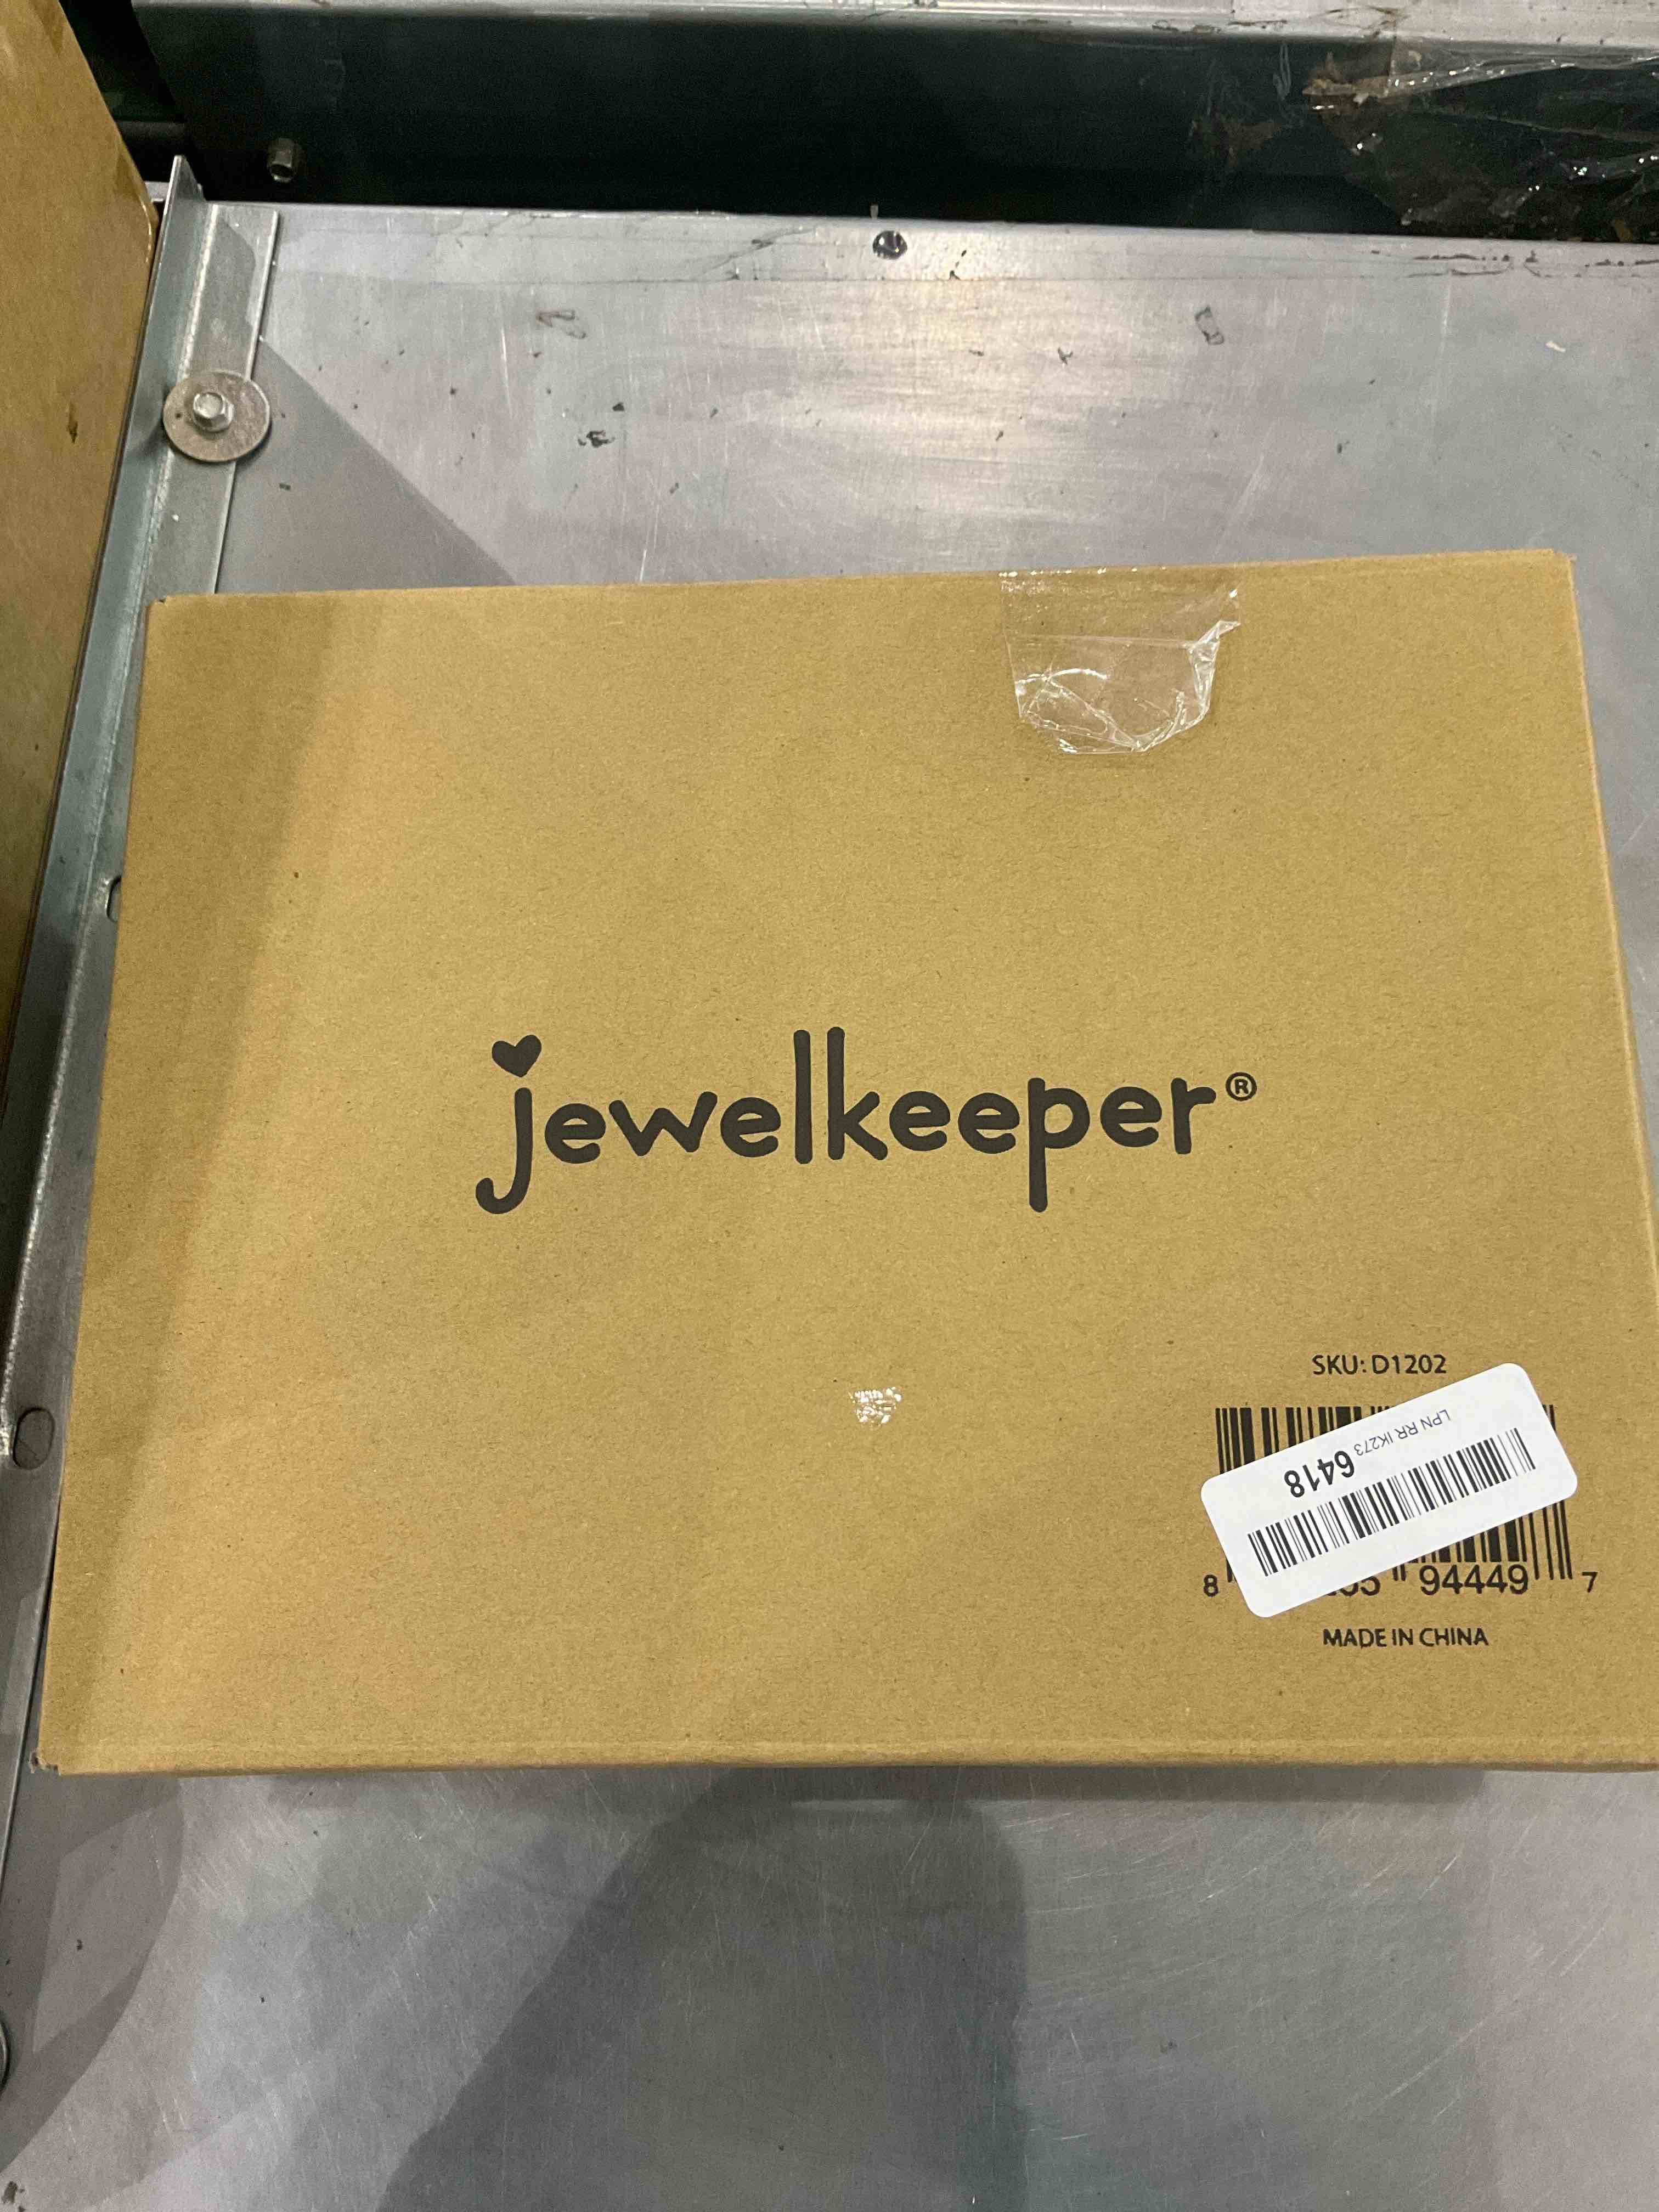 jewelkeeper®
SKU: D1202
LPN RR IK273 6418
8 94449 7
MADE IN CHINA